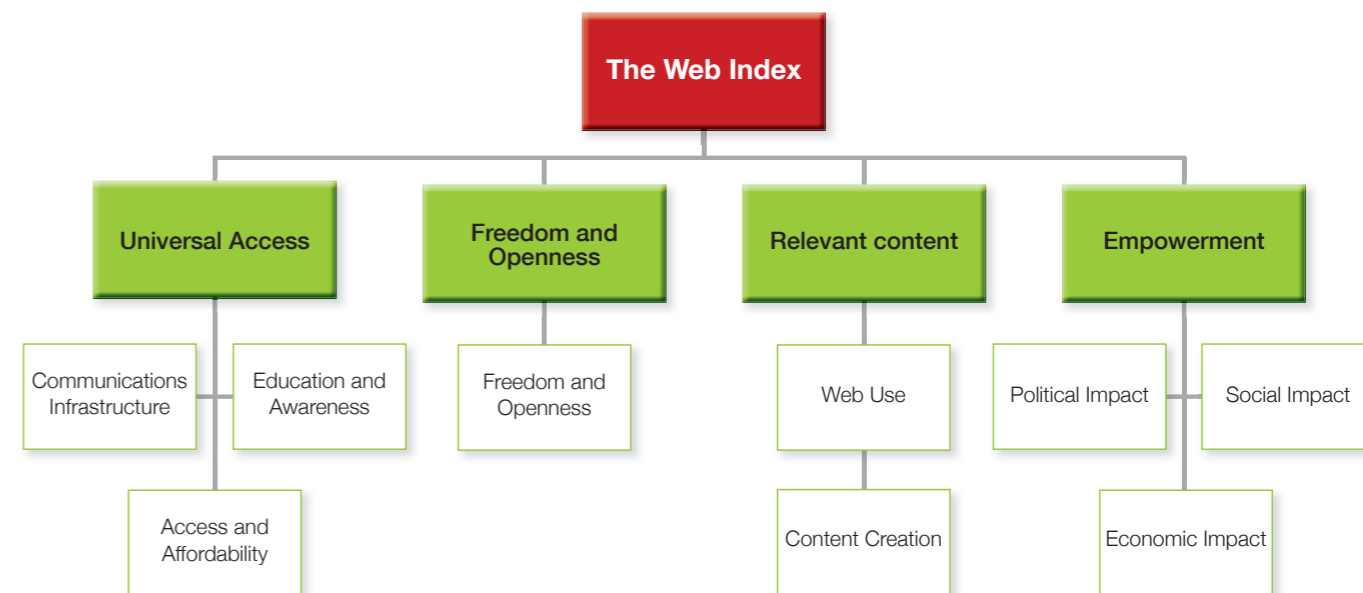 The Web Index
Universal Access
Freedom and
Openness
Relevant content
Empowerment
Communications
Infrastructure
Education and
Awareness
Freedom and
Openness
Web Use
Political Impact
Social Impact
Access and
Affordability
Content Creation
Economic Impact